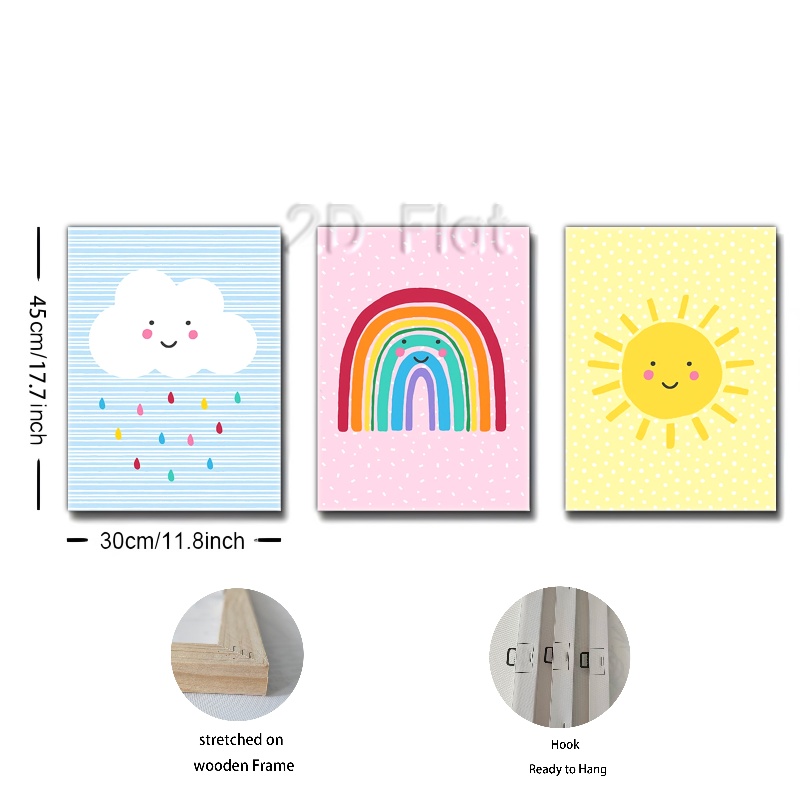 2D Flat
45cm/17.7inch
30cm/11.8inch
stretched on
wooden Frame
Hook
Ready to Hang